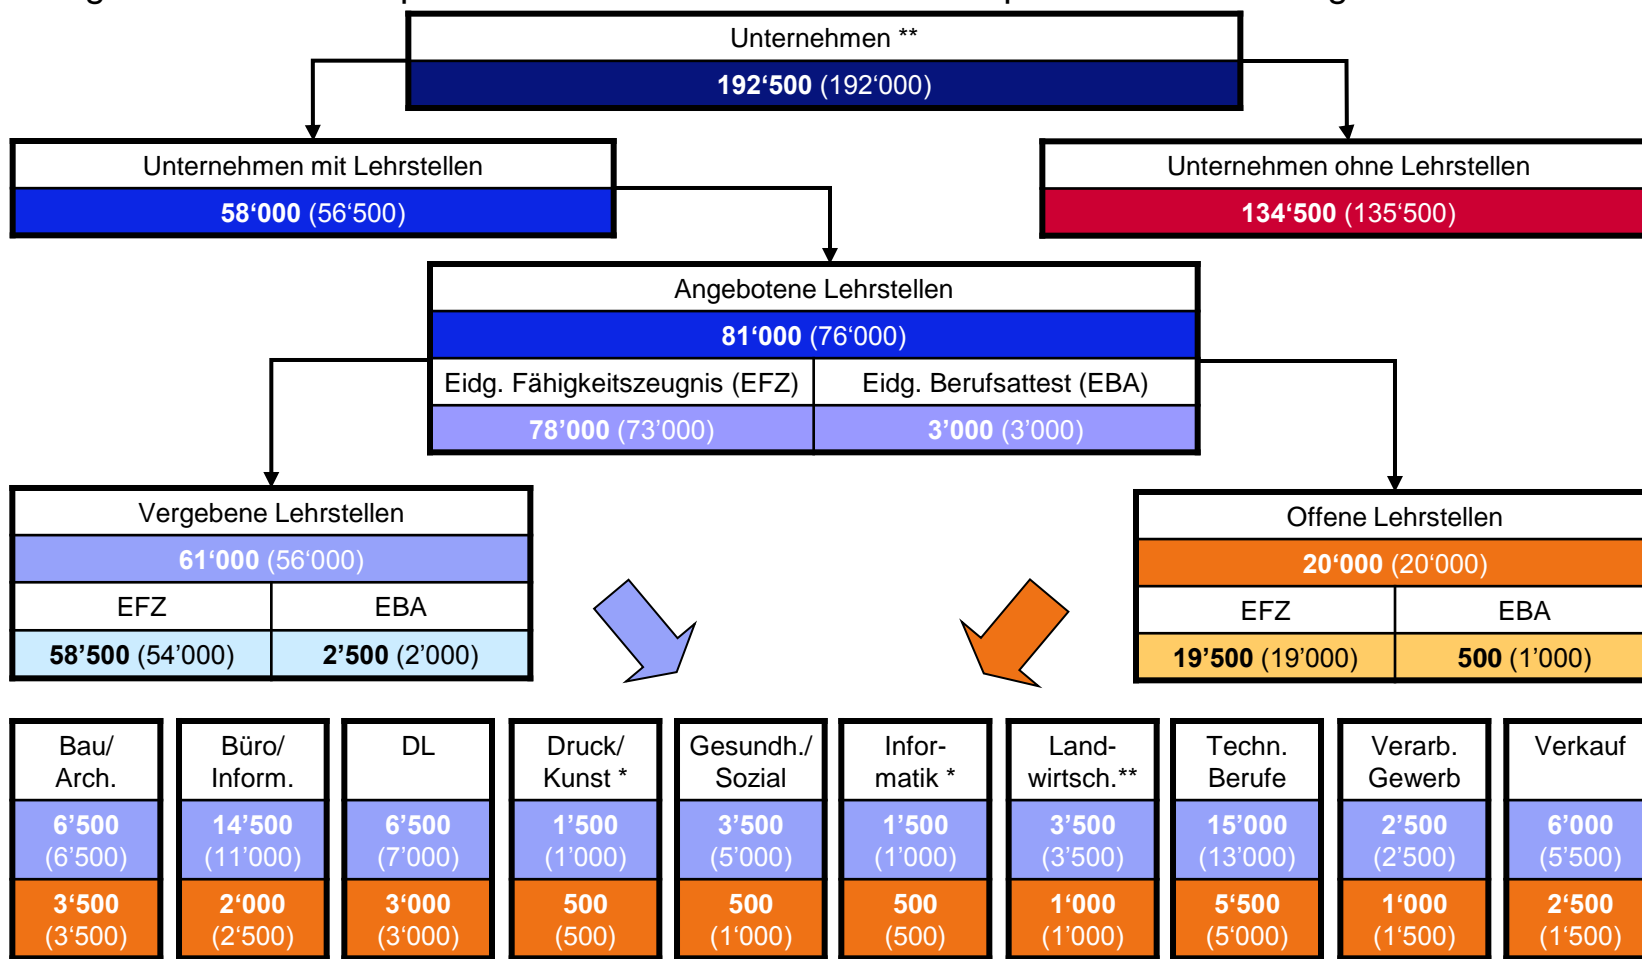 Unternehmen **
192‘500 (192‘000)
Unternehmen mit Lehrstellen
58‘000 (56‘500)
Unternehmen ohne Lehrstellen
134‘500 (135‘500)
Angebotene Lehrstellen
81‘000 (76‘000)
Eidg. Fähigkeitszeugnis (EFZ) Eidg. Berufsattest (EBA)
78’000 (73’000) 3’000 (3’000)
Vergebene Lehrstellen
61‘000 (56‘000)
EFZ EBA
58’500 (54’000) 2’500 (2’000)
Offene Lehrstellen
20‘000 (20‘000)
EFZ EBA
19’500 (19’000) 500 (1’000)
Bau/
Arch.
6’500
(6’500)
3‘500
(3‘500)
Büro/
Inform.
14’500
(11’000)
2‘000
(2‘500)
DL
6’500
(7’000)
3‘000
(3‘000)
Druck/
Kunst *
1’500
(1’000)
500
(500)
Gesundh./
Sozial
3’500
(5’000)
500
(1‘000)
Infor-
matik *
1’500
(1’000)
500
(500)
Land-
wirtsch.**
3’500
(3’500)
1‘000
(1‘000)
Techn.
Berufe
15’000
(13’000)
5‘500
(5‘000)
Verarb.
Gewerb
2’500
(2’500)
1‘000
(1‘500)
Verkauf
6’000
(5’500)
2‘500
(1‘500)